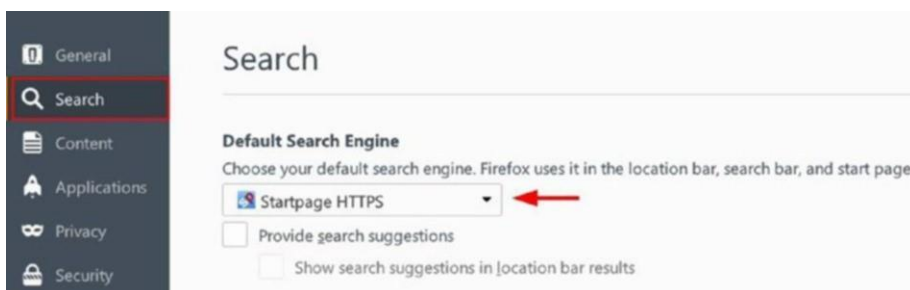 General
Search
Content
Applications
Privacy
Security
Search
Default Search Engine
Choose your default search engine. Firefox uses it in the location bar, search bar, and start page
Startpage HTTPS
Provide search suggestions
Show search suggestions in location bar results